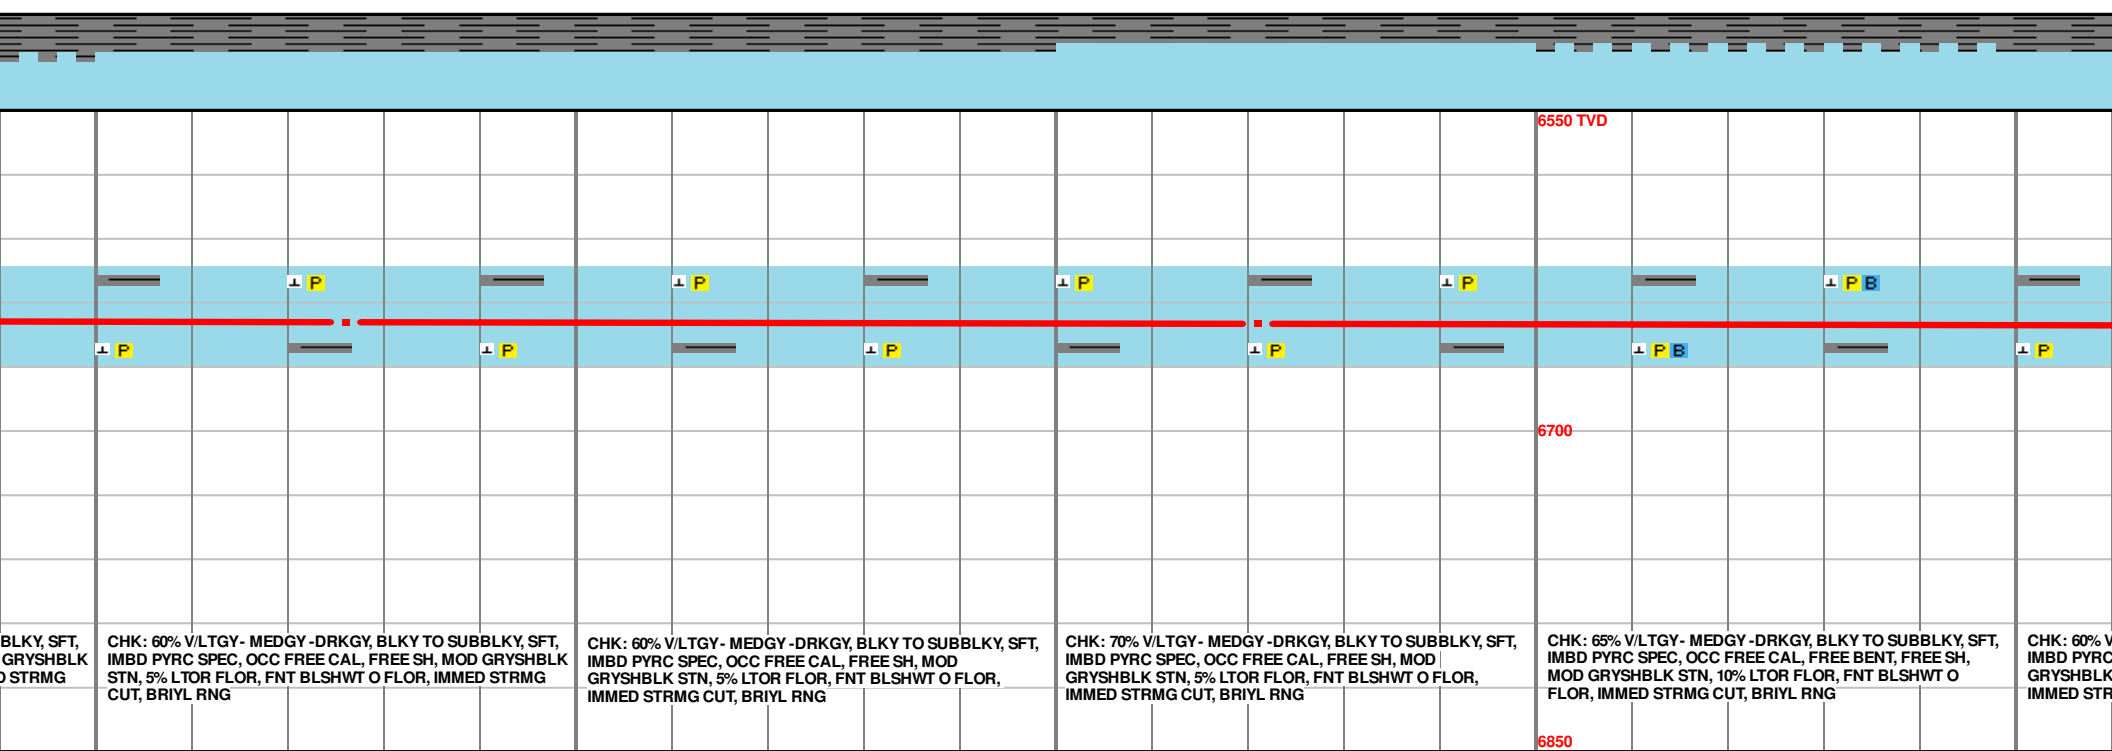 6550 TVD
P
P
P
P
P B
P
P
P
P
P B
P
6700
BLKY, SFT,
GRYSHBLK
STRMG
CHK: 60% V/LTGY- MEDGY -DRKGY, BLKY TO SUBBLKY, SFT,
IMBD PYRC SPEC, OCC FREE CAL, FREE SH, MOD GRYSHBLK
STN, 5% LTOR FLOR, FNT BLSHWT O FLOR, IMMED STRMG
CUT, BRIYL RNG
CHK: 60% V/LTGY- MEDGY -DRKGY, BLKY TO SUBBLKY, SFT,
IMBD PYRC SPEC, OCC FREE CAL, FREE SH, MOD
GRYSHBLK STN, 5% LTOR FLOR, FNT BLSHWT O FLOR,
IMMED STRMG CUT, BRIYL RNG
CHK: 70% V/LTGY- MEDGY -DRKGY, BLKY TO SUBBLKY, SFT,
IMBD PYRC SPEC, OCC FREE CAL, FREE SH, MOD
GRYSHBLK STN, 5% LTOR FLOR, FNT BLSHWT O FLOR,
IMMED STRMG CUT, BRIYL RNG
CHK: 65% V/LTGY- MEDGY -DRKGY, BLKY TO SUBBLKY, SFT,
IMBD PYRC SPEC, OCC FREE CAL, FREE BENT, FREE SH,
MOD GRYSHBLK STN, 10% LTOR FLOR, FNT BLSHWT O
FLOR, IMMED STRMG CUT, BRIYL RNG
CHK: 60% V
IMBD PYRC
GRYSHBLK
IMMED STR
6850